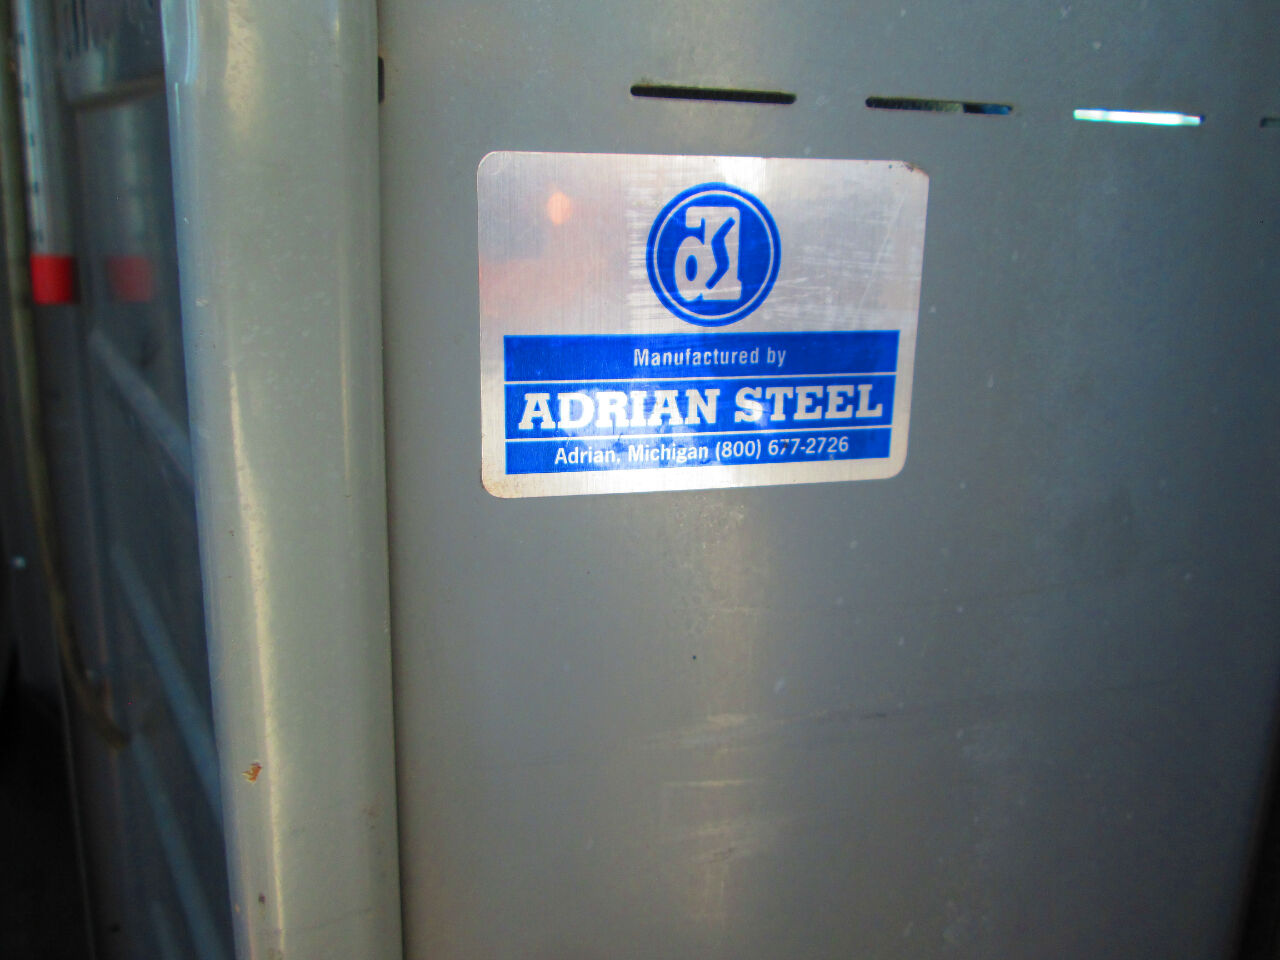 as
Manufactured by
ADRIAN STEEL
Adrian, Michigan (800) 677-2726